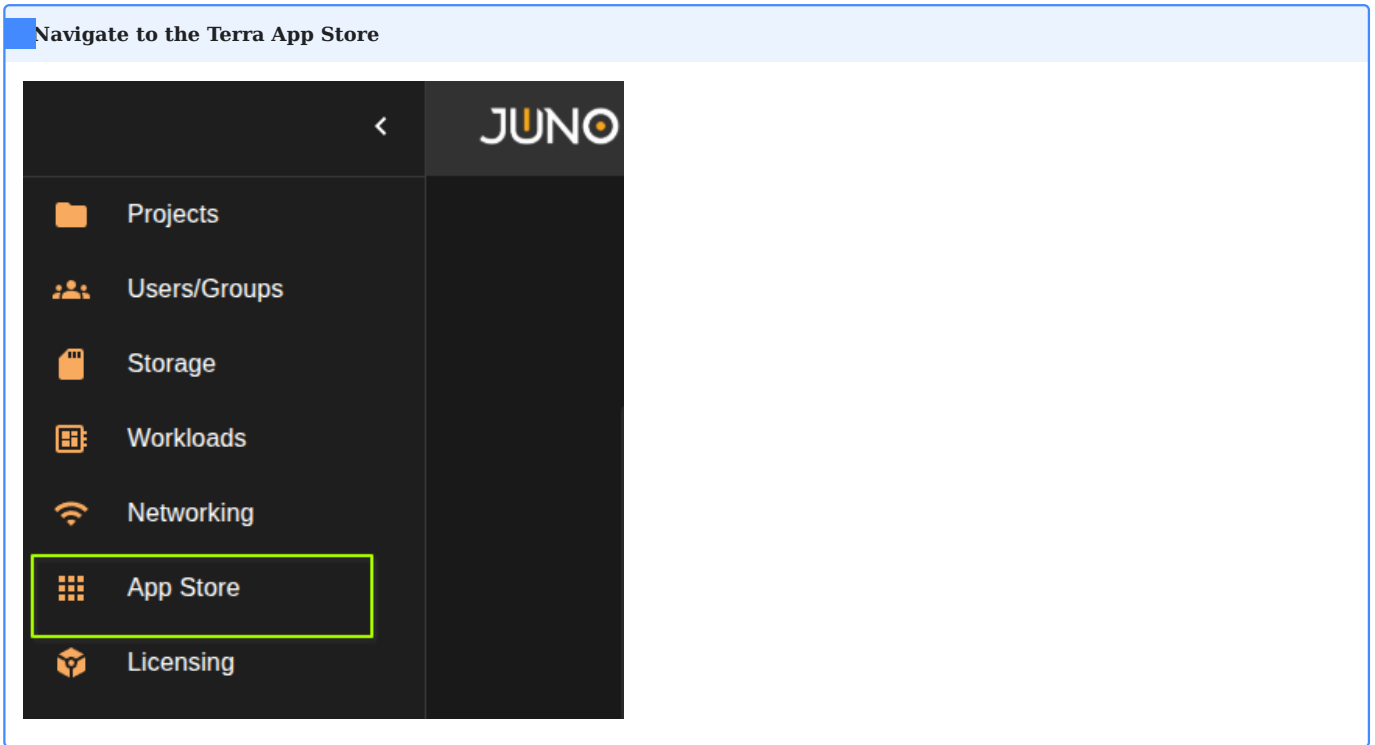 Navigate to the Terra App Store
JUNO
Projects
Users/Groups
Storage
Workloads
Networking
App Store
Licensing